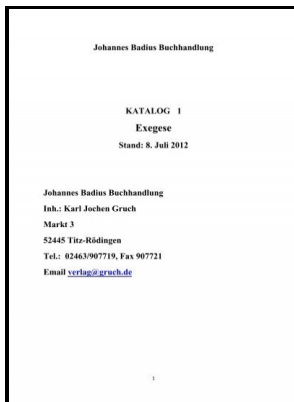 Johannes Badius Buchhandlung
KATALOG 1
Exegese
Stand: 8. Juli 2012
Johannes Badius Buchhandlung
Inh.: Karl Jochen Gruch
Markt 3
52445 Titz-Rödingen
Tel.: 02463/907719, Fax 907721
Email verlag@gruch.de
1